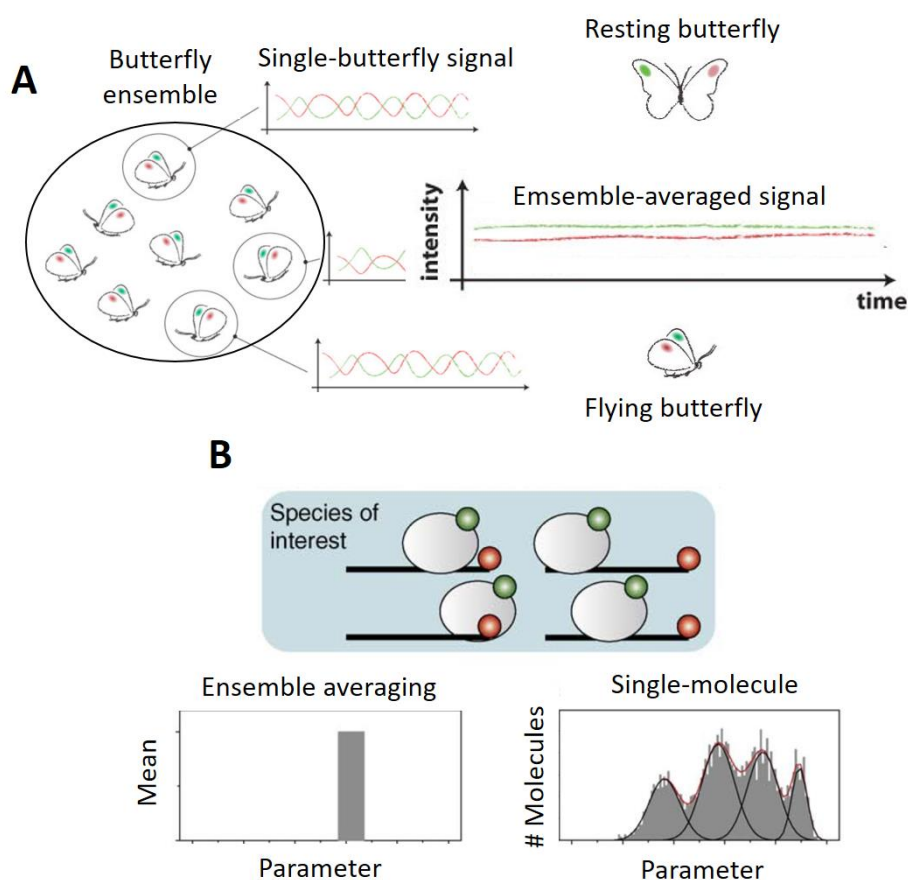 A
Butterfly
ensemble
Single-butterfly signal
Resting butterfly
intensity
Emsemble-averaged signal
time
Flying butterfly
B
Species of
interest
Ensemble averaging
Mean
Parameter
Single-molecule
# Molecules
Parameter